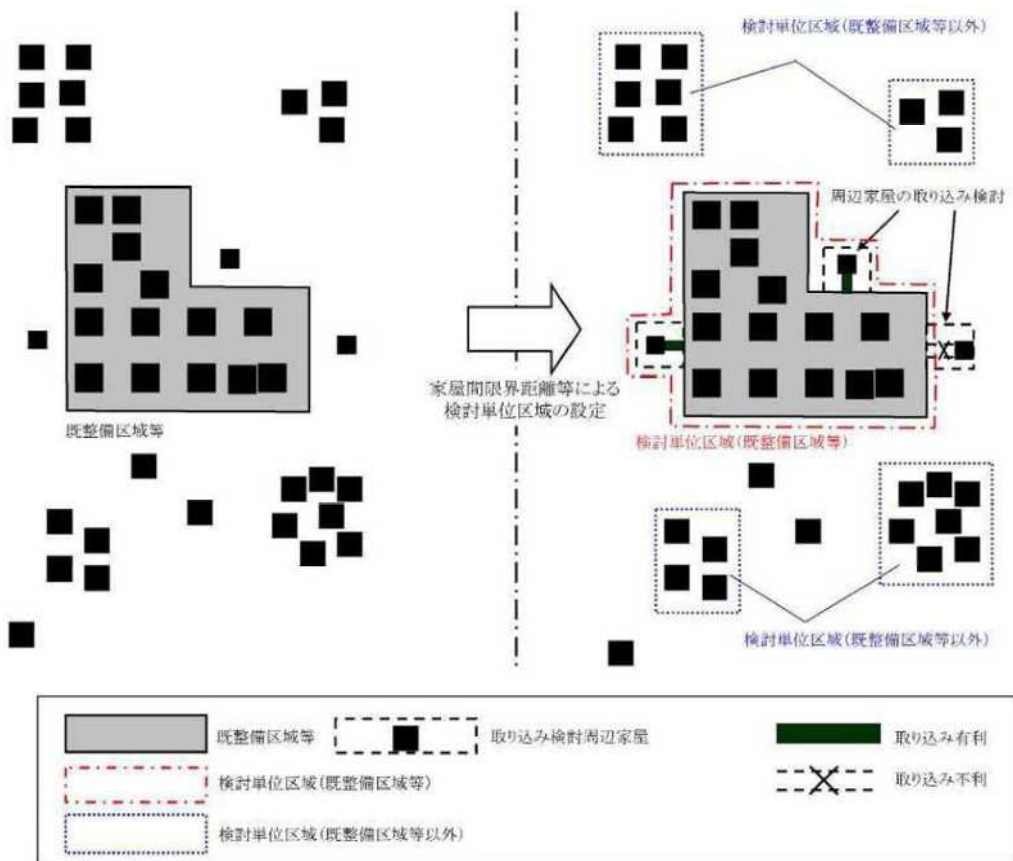 検討単位区域(既整備区域等以外)
周辺家屋の取り込み検討
家屋間限界距離等による
検討単位区域の設定
既整備区域等
検討単位区域(既整備区域等)
検討単位区域(既整備区域等以外)
既整備区域等
取り込み検討周辺家屋
取り込み有利
検討単位区域(既整備区域等)
取り込み不利
検討単位区域(既整備区域等以外)